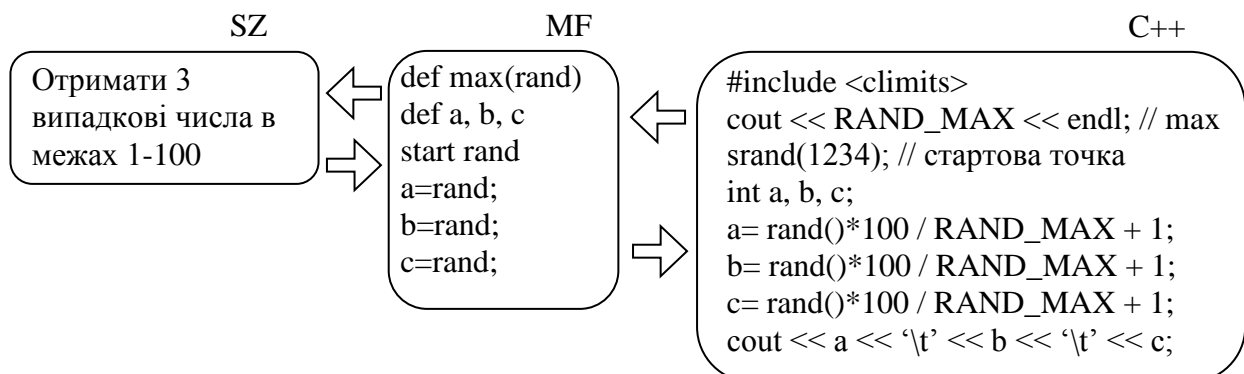 SZ
MF
C++
Отримати 3
випадкові числа в
межах 1-100
def max(rand)
def a, b, c
start rand
a=rand;
b=rand;
c=rand;
#include <climits>
cout << RAND_MAX << endl; // max
srand(1234); // стартова точка
int a, b, c;
a= rand()*100 / RAND_MAX + 1;
b= rand()*100 / RAND_MAX + 1;
c= rand()*100 / RAND_MAX + 1;
cout << a << ‘\t’ << b << ‘\t’ << c;